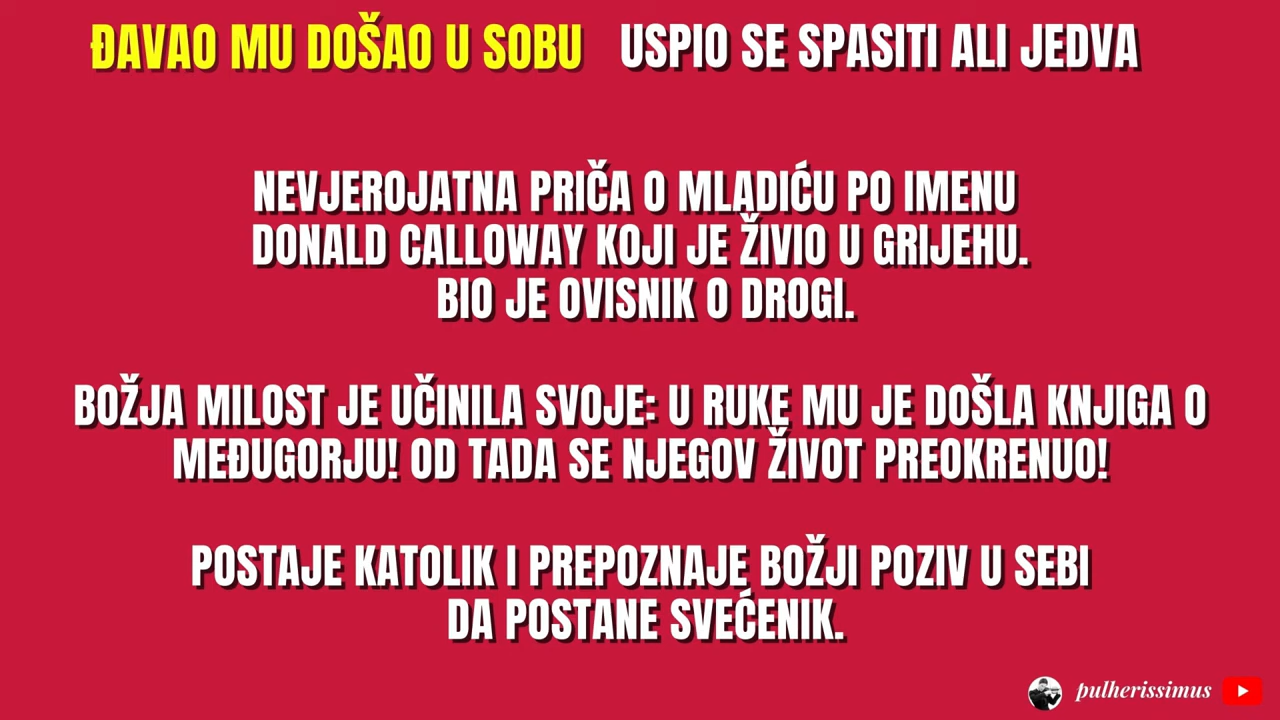 ĐAVAO MU DOŠAO U SOBU USPIO SE SPASITI ALI JEDVA
NEVJEROJATNA PRIČA O MLADIĆU PO IMENU
DONALD CALLOWAY KOJI JE ŽIVIO U GRIJEHU.
BIO JE OVISNIK O DROGI.
BOŽJA MILOST JE UČINILA SVOJE: U RUKE MU JE DOŠLA KNJIGA O
MEĐUGORJU! OD TADA SE NJEGOV ŽIVOT PREOKRENUO!
POSTAJE KATOLIK I PREPOZNAJE BOŽJI POZIV U SEBI
DA POSTANE SVEĆENIK.
pulherissimus